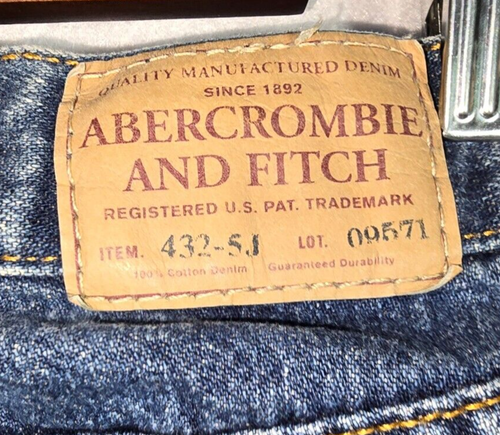 QUALITY MANUFACTURED DENIM
SINCE 1892
ABERCROMBIE
AND FITCH
REGISTERED U.S. PAT. TRADEMARK
ITEM. 432-5J LOT. 09571
100% Cotton Denim Guaranteed Durability